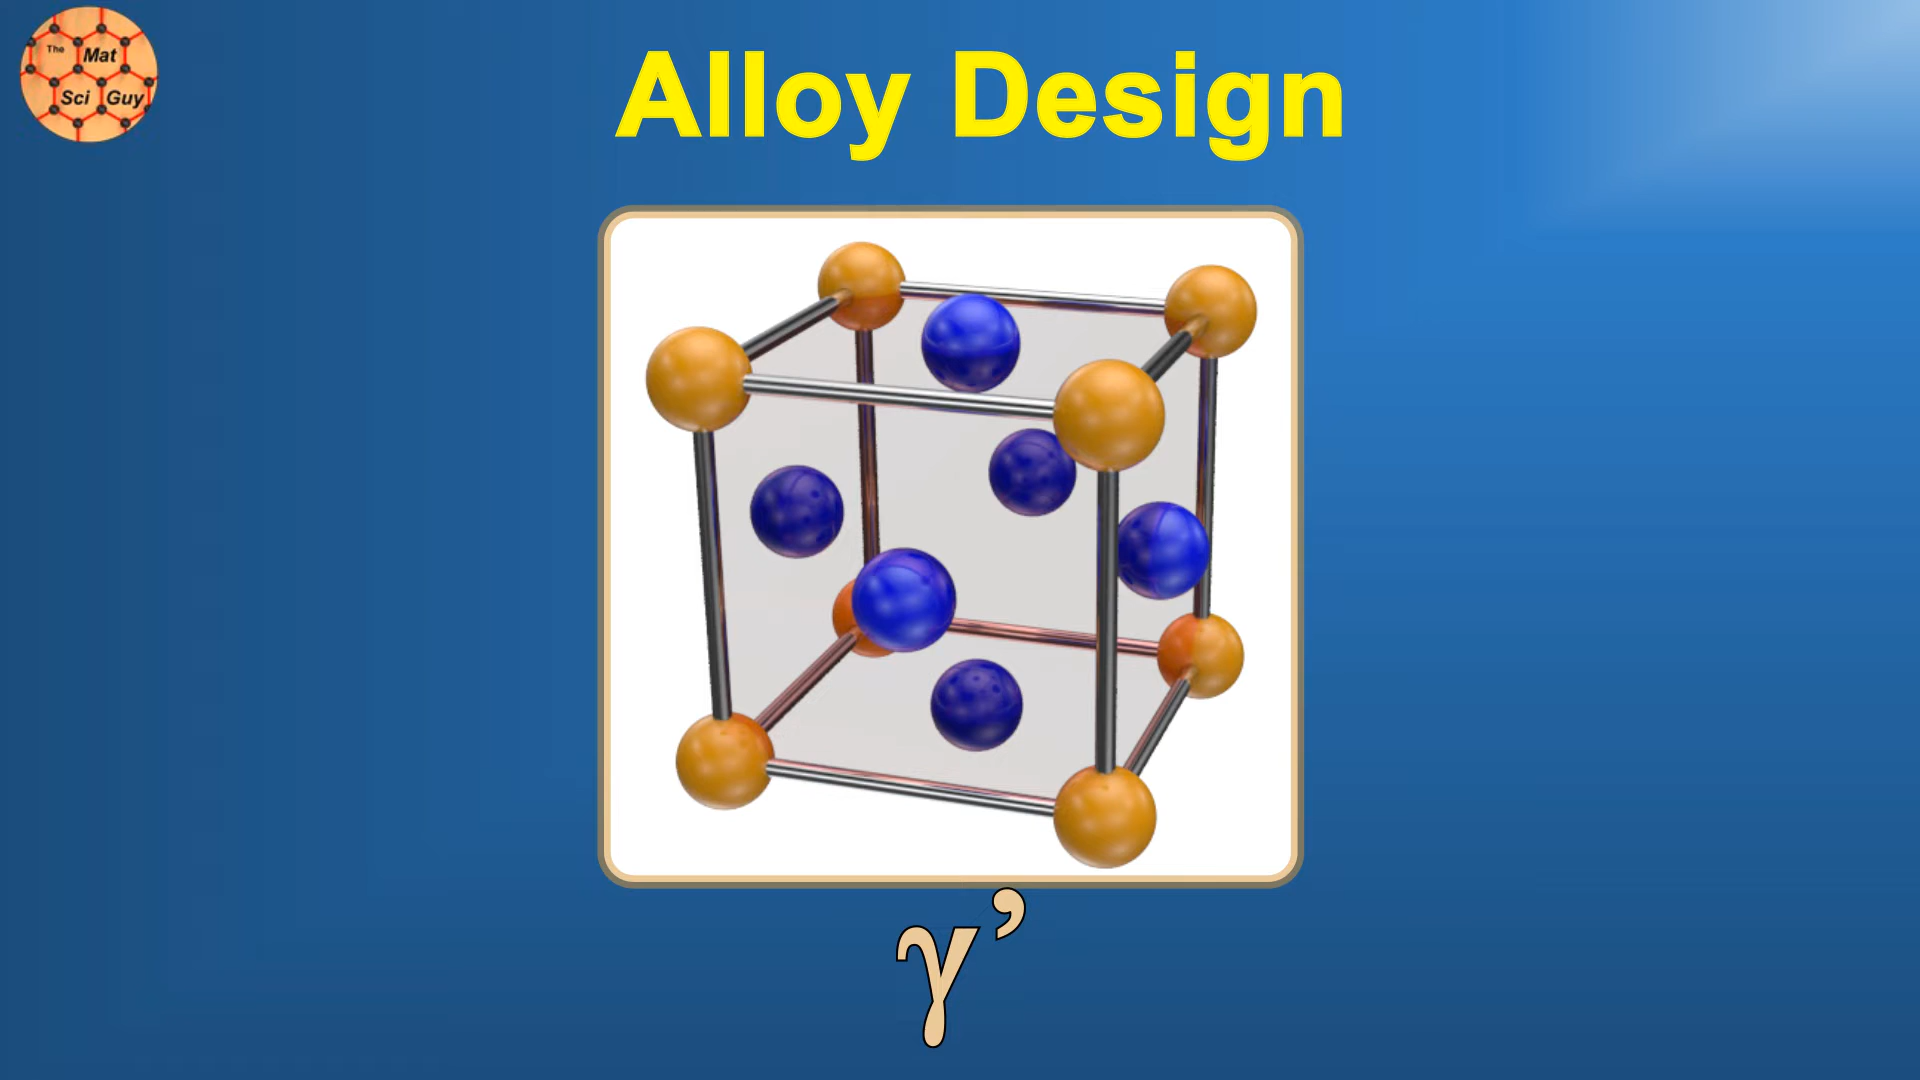 The
Mat
Sci Guy
Alloy Design
γ’